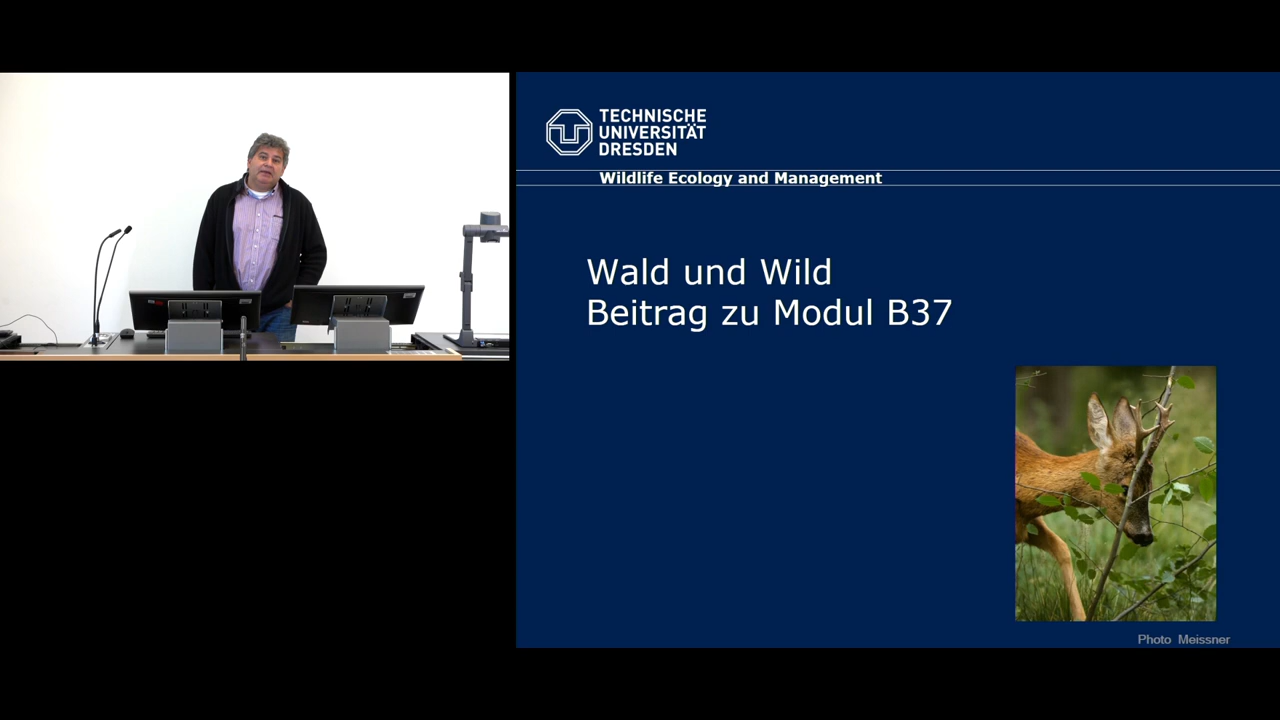 TECHNISCHE
UNIVERSITÄT
DRESDEN
Wildlife Ecology and Management
Wald und Wild
Beitrag zu Modul B37
Photo Meissner